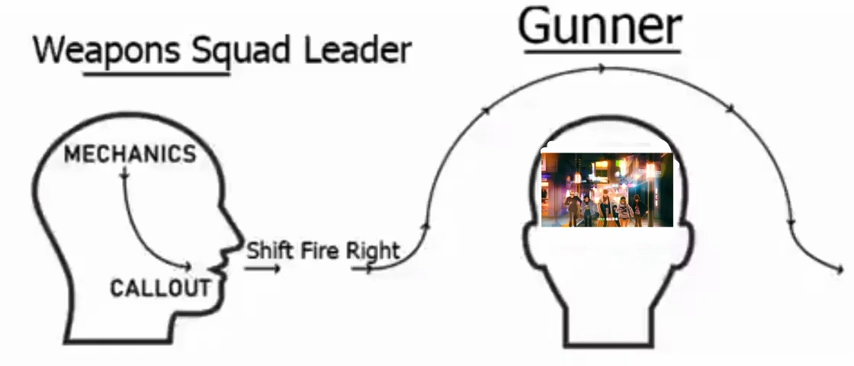 Weapons Squad Leader
Gunner
MECHANICS
Shift Fire Right
CALLOUT